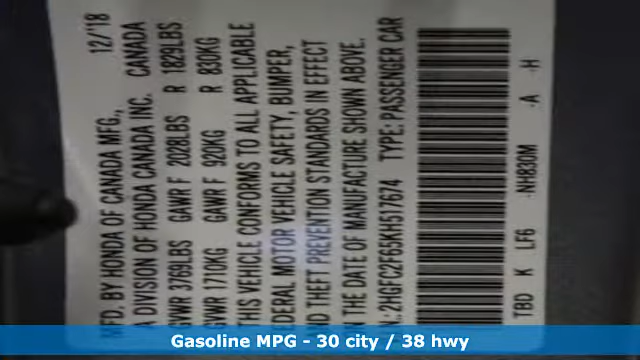 MFD. BY HONDA OF CANADA MFG., 12/'18
A DIVISION OF HONDA CANADA INC. CANADA
GVWR 3769LBS GAWR F 2028LBS R 1829LBS
GVWR 1710KG GAWR F 920KG R 830KG
THIS VEHICLE CONFORMS TO ALL APPLICABLE
FEDERAL MOTOR VEHICLE SAFETY, BUMPER,
AND THEFT PREVENTION STANDARDS IN EFFECT
ON THE DATE OF MANUFACTURE SHOWN ABOVE.
V.I.N. 2HGFC2F65KH517674 TYPE: PASSENGER CAR
TBD K LF6 -NH830M -A -H
Gasoline MPG - 30 city / 38 hwy